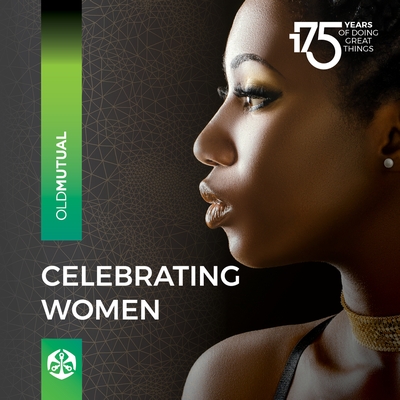 175
YEARS
OF DOING
GREAT
THINGS
OLDMUTUAL
CELEBRATING
WOMEN